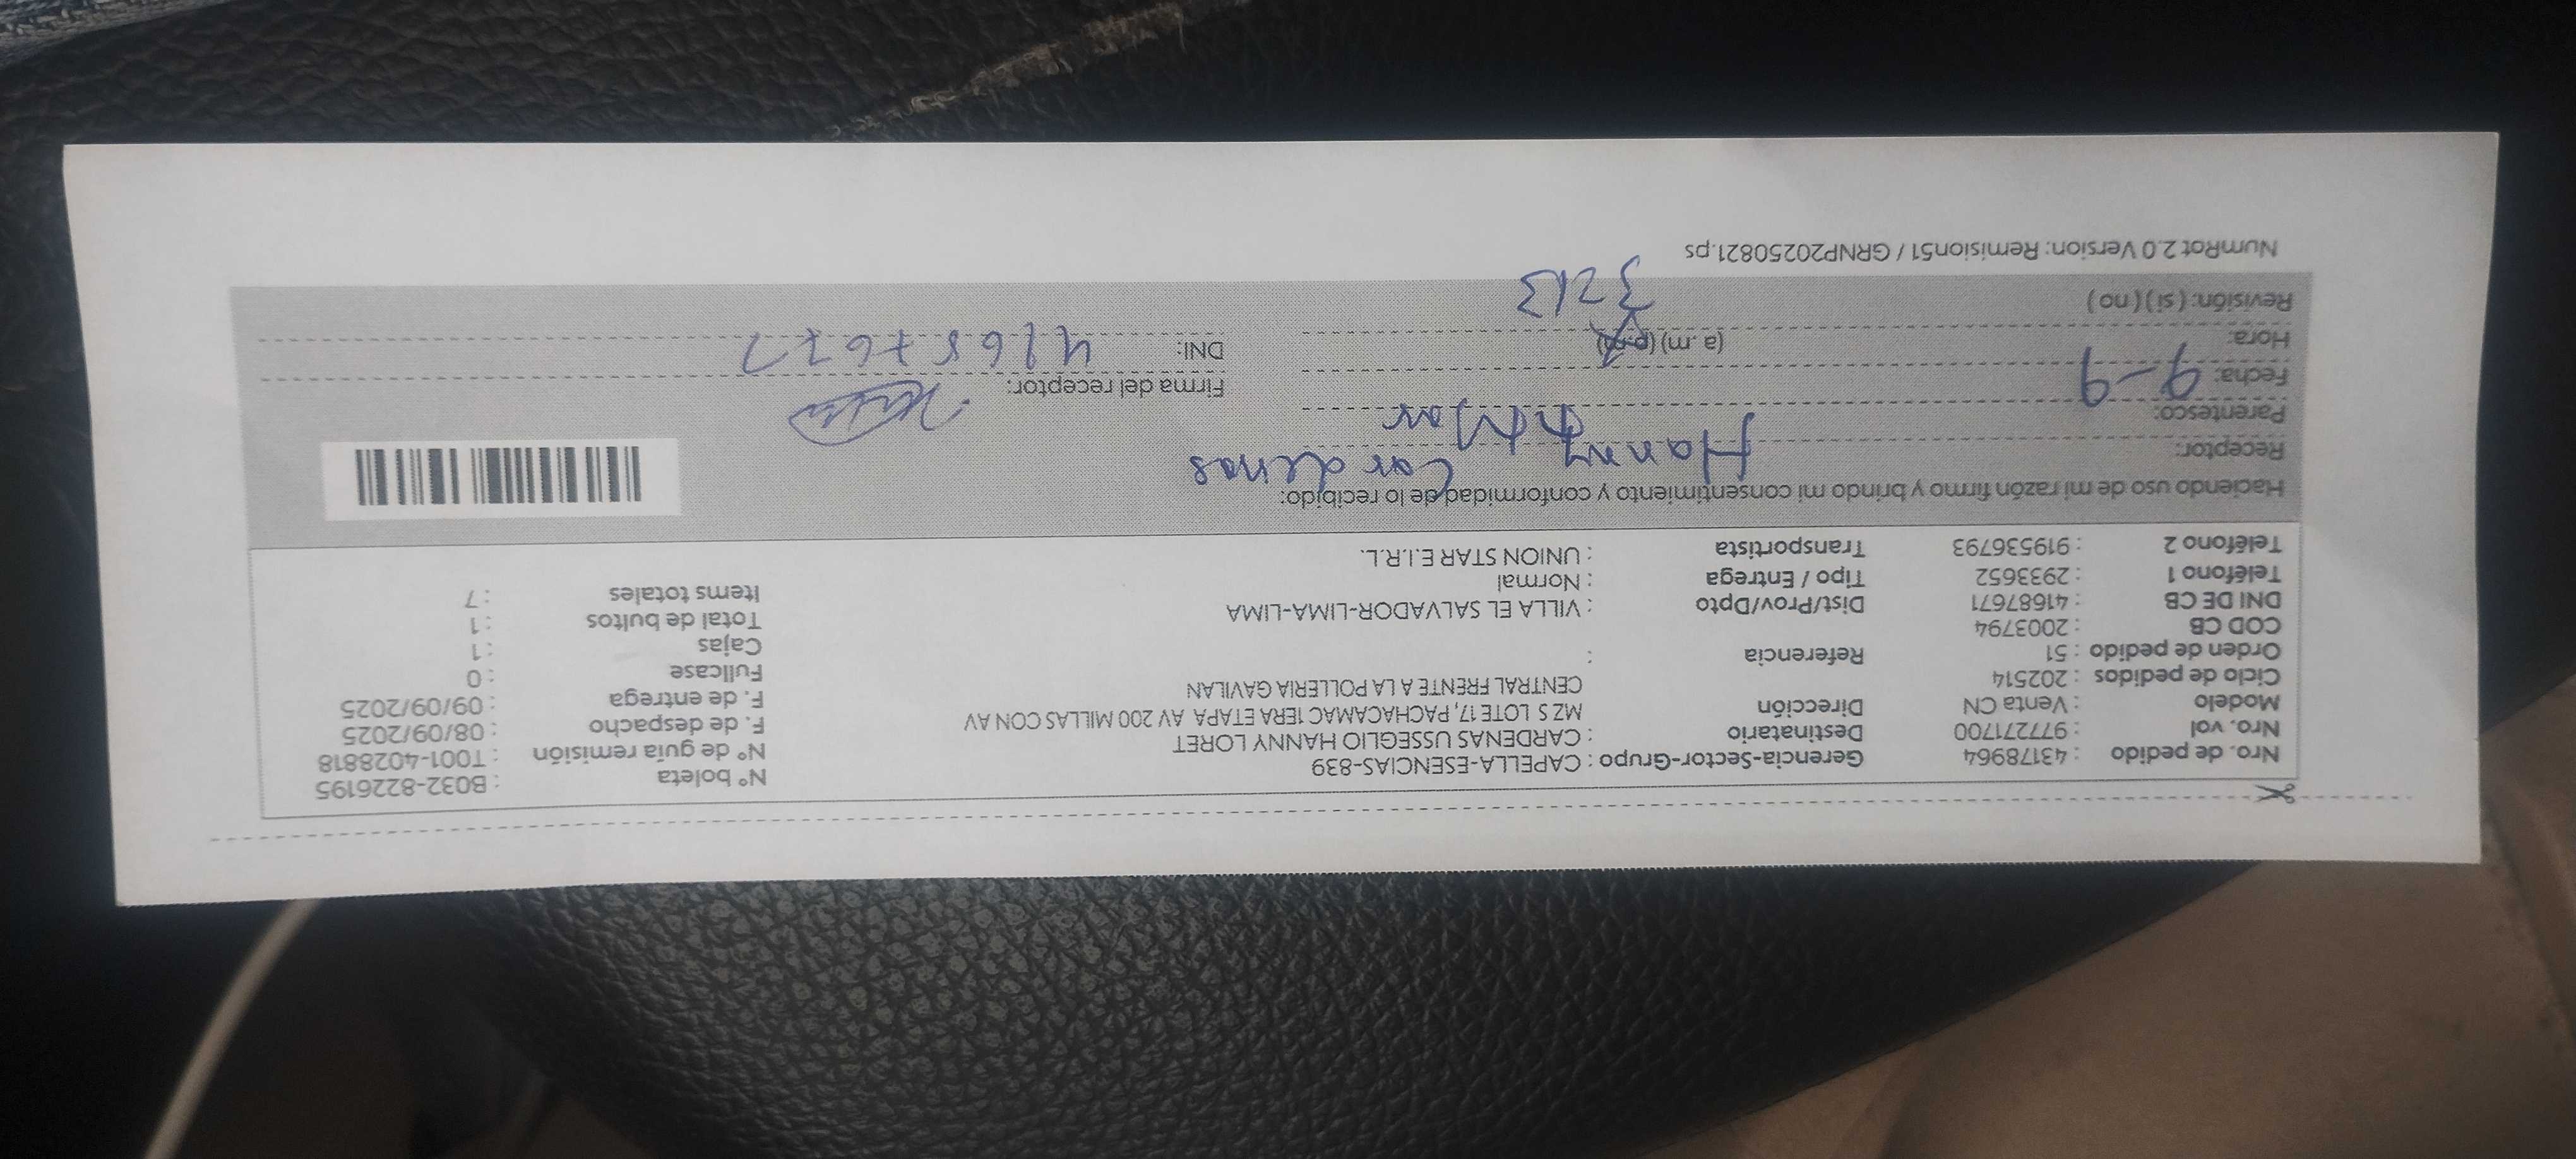 Nro. de pedido : 43178964 Gerencia-Sector-Grupo : CAPELLA-ESENCIAS-839 N° boleta : B032-8226195
Nro. vol : 977271700 Destinatario : CARDENAS USSEGLIO HANNY LORET N° de guía remisión : T001-4028818
Modelo : Venta CN Dirección MZ S LOTE 17, PACHACAMAC 1ERA ETAPA AV 200 MILLAS CON AV F. de despacho : 08/09/2025
Ciclo de pedidos : 202514 CENTRAL FRENTE A LA POLLERIA GAVILAN F. de entrega : 09/09/2025
Orden de pedido : 51 Referencia : Fullcase : 0
COD CB : 2003794 Cajas : 1
DNI DE CB : 41687671 Dist/Prov/Dpto : VILLA EL SALVADOR-LIMA-LIMA Total de bultos : 1
Teléfono 1 : 2933652 Tipo / Entrega : Normal Items totales : 7
Teléfono 2 : 919536793 Transportista : UNION STAR E.I.R.L.
Haciendo uso de mi razón firmo y brindo mi consentimiento y conformidad de lo recibido:
Receptor: Hanny Cardenas
Parentesco:
Fecha: 9-9 Firma del receptor:
Hora: (a.m) (p.m) DNI:
Revisión: ( si ) ( no ) 3213
NumRot 2.0 Version: Remision51 / GRNP20250821.ps